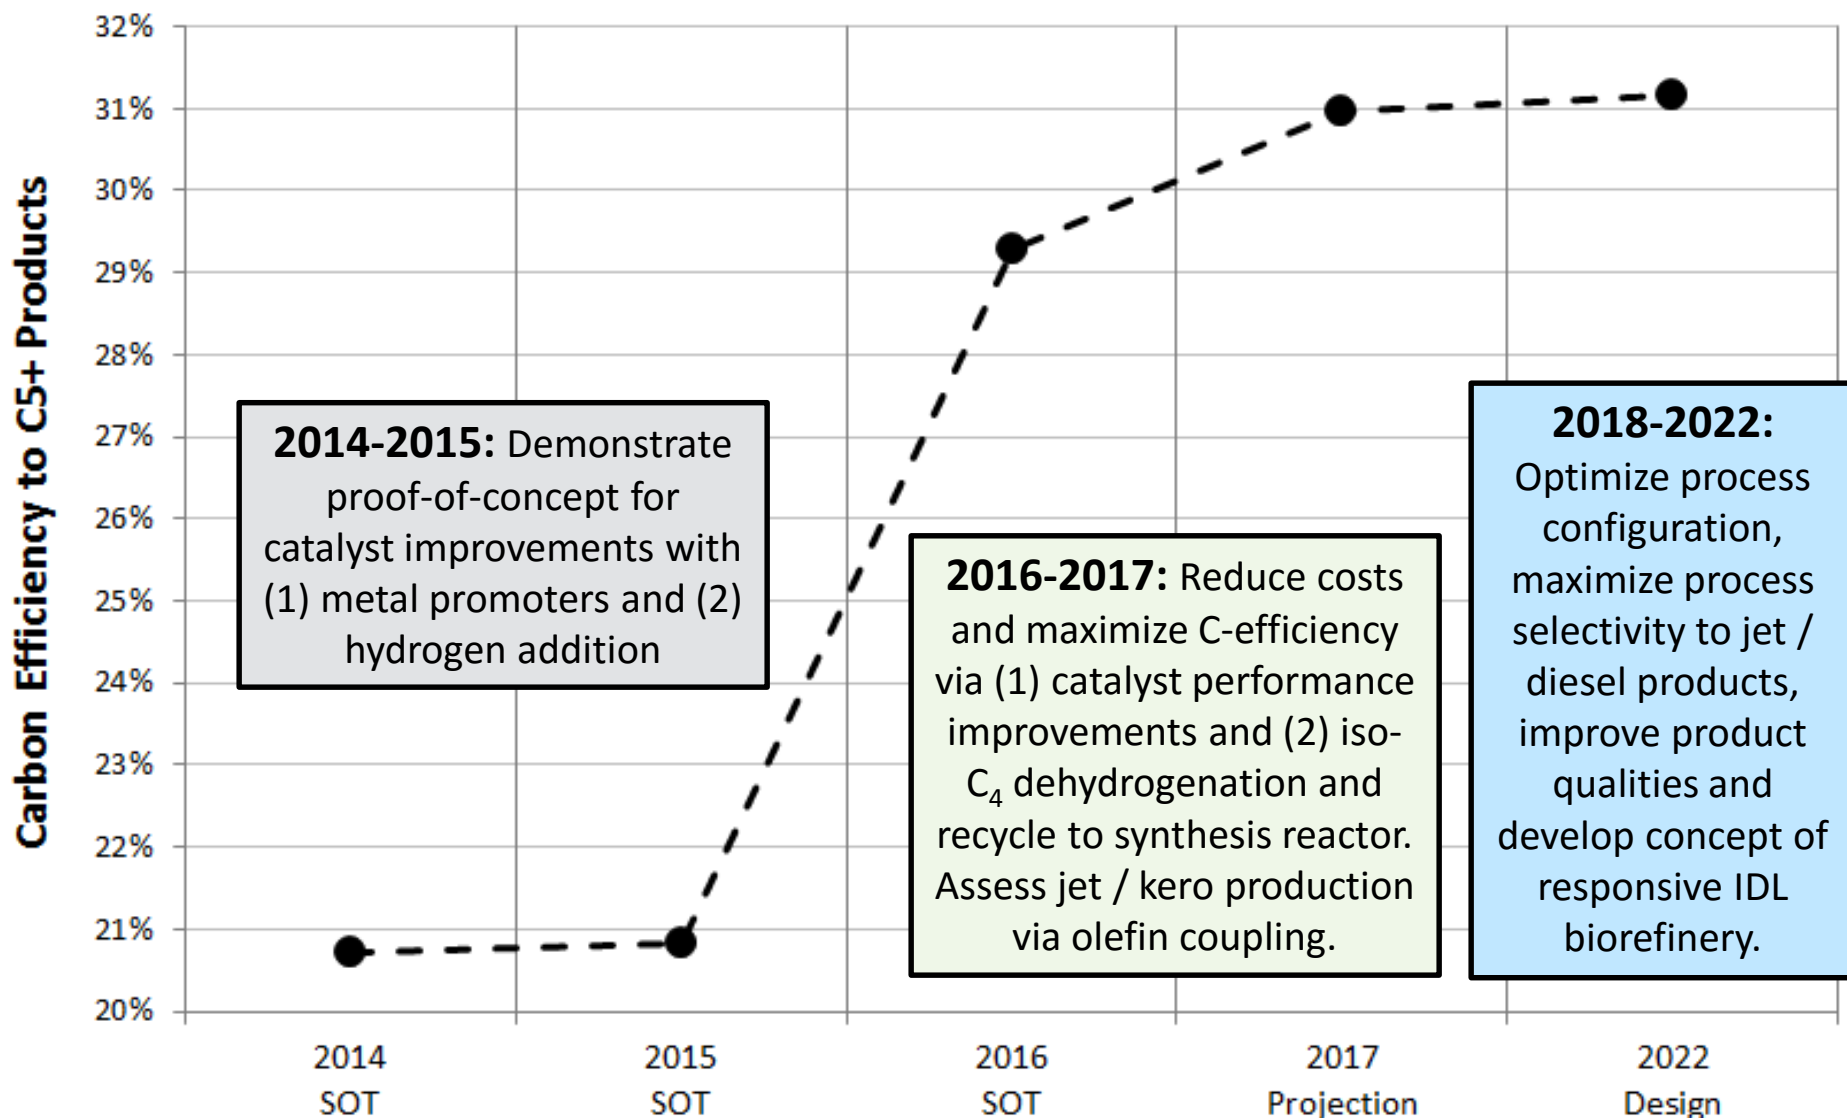 Carbon Efficiency to C5+ Products
32%
31%
30%
29%
28%
27%
26%
25%
24%
23%
22%
21%
20%
2014-2015: Demonstrate
proof-of-concept for
catalyst improvements with
(1) metal promoters and (2)
hydrogen addition
2016-2017: Reduce costs
and maximize C-efficiency
via (1) catalyst performance
improvements and (2) iso-
C₄ dehydrogenation and
recycle to synthesis reactor.
Assess jet / kero production
via olefin coupling.
2018-2022:
Optimize process
configuration,
maximize process
selectivity to jet /
diesel products,
improve product
qualities and
develop concept of
responsive IDL
biorefinery.
2014
SOT
2015
SOT
2016
SOT
2017
Projection
2022
Design